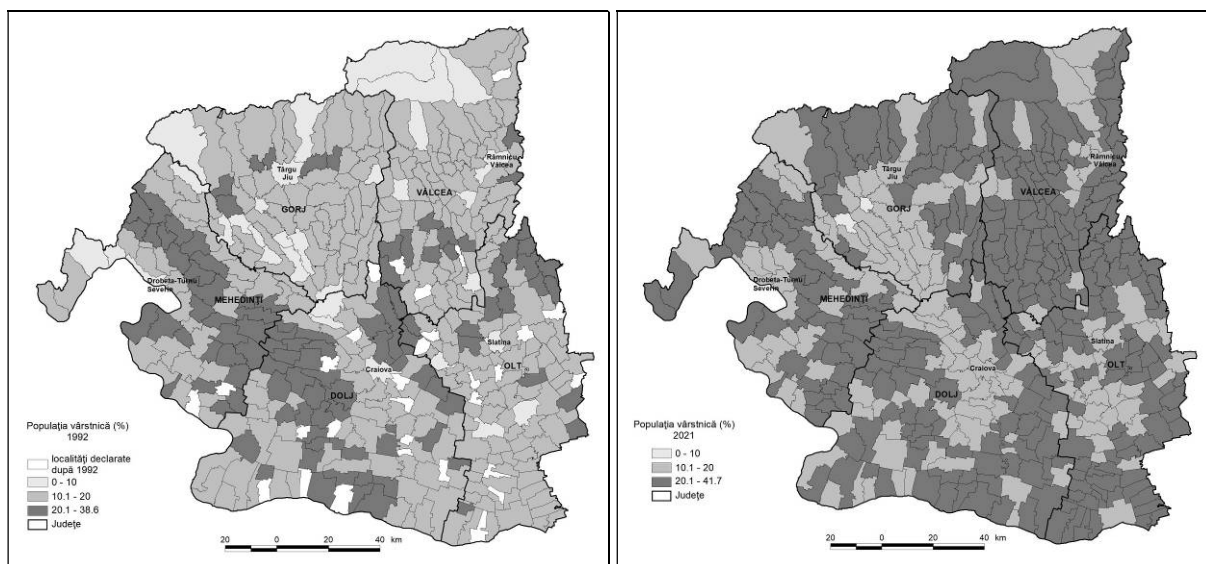 Târgu
Jiu
Râmnicu
Vâlcea
VÂLCEA
GORJ
Drobeta-Turnu
Severin
MEHEDINȚI
Slatina
OLT
Craiova
DOLJ
Populația vârstnică (%)
1992
localități declarate
după 1992
0 - 10
10.1 - 20
20.1 - 38.6
Județe
20 0 20 40 km
Târgu
Jiu
Râmnicu
Vâlcea
VÂLCEA
GORJ
Drobeta-Turnu
Severin
MEHEDINȚI
Slatina
OLT
Craiova
DOLJ
Populația vârstnică (%)
2021
0 - 10
10.1 - 20
20.1 - 41.7
Județe
20 0 20 40 km